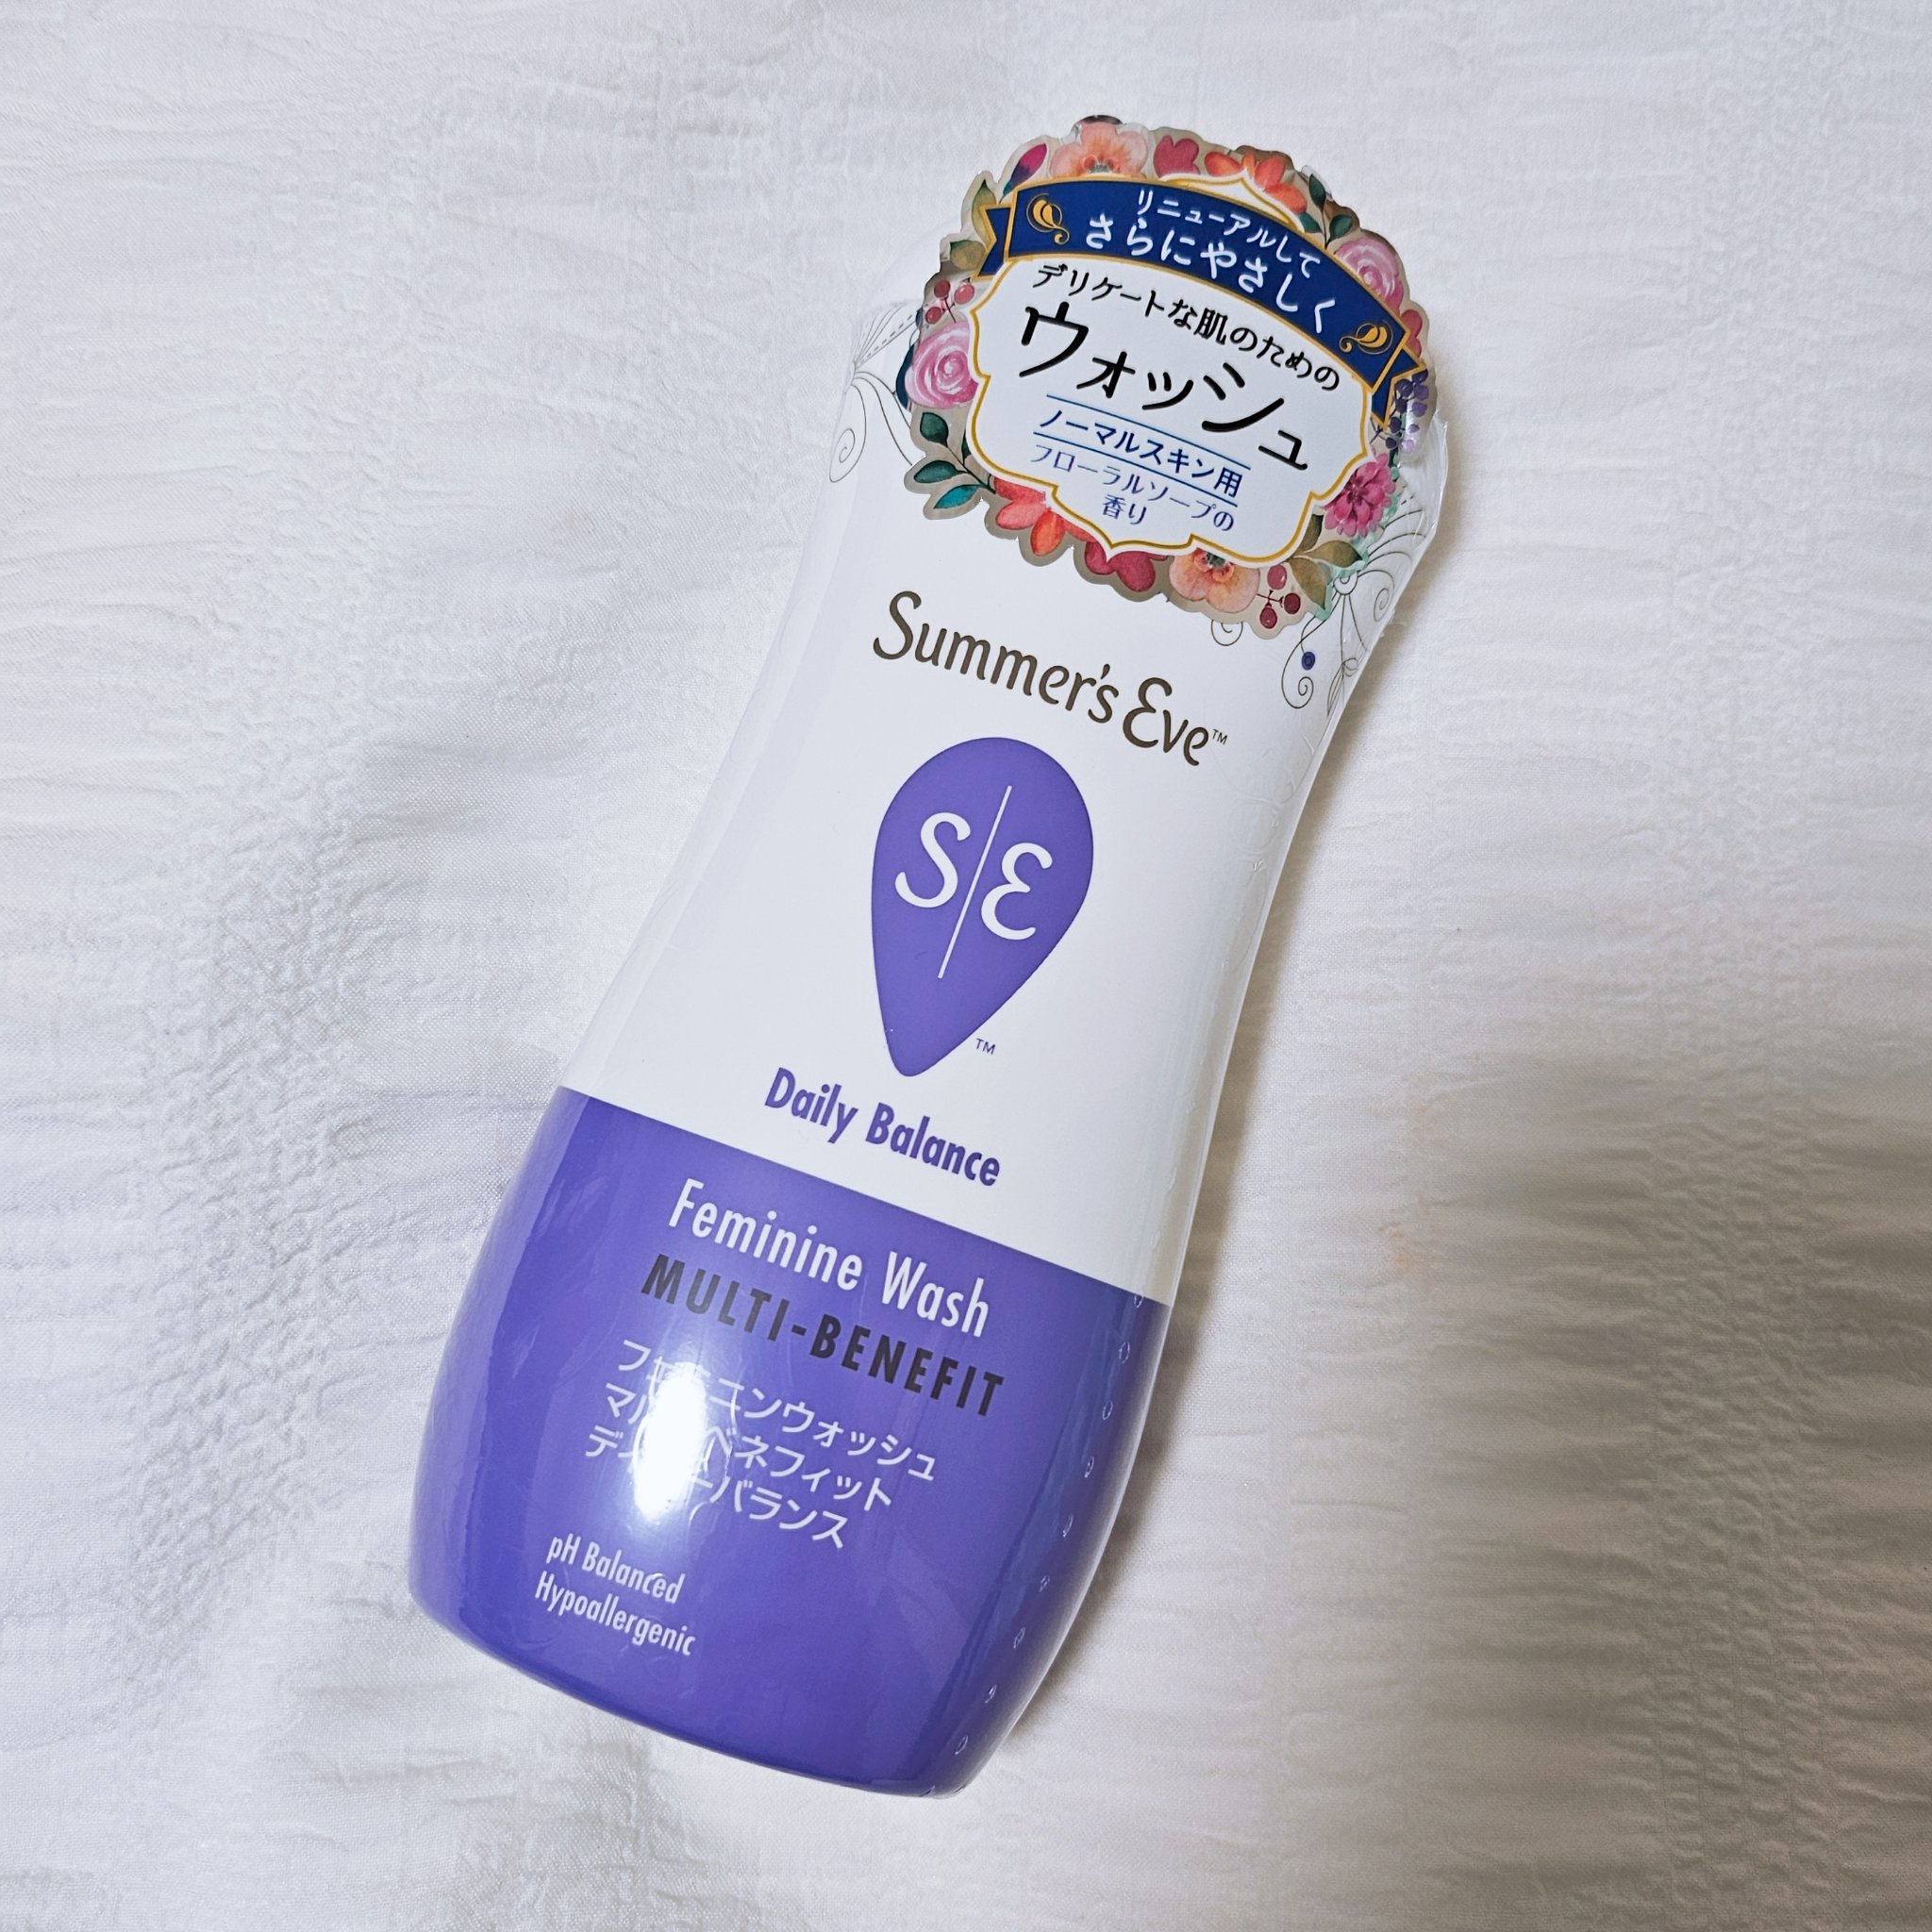 リニューアルして
さらにやさしく
デリケートな肌のための
ウォッシュ
ノーマルスキン用
フローラルソープの
香り
Summer's Eve™
S E
™
Daily Balance
Feminine Wash
MULTI-BENEFIT
pH Balanced
Hypoallergenic